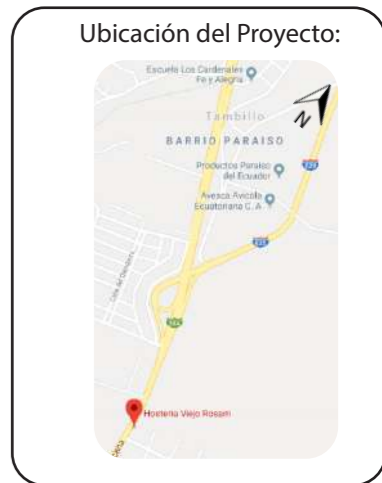 Ubicación del Proyecto:
Escuela Los Cardenales
Fe y Alegría
Tambillo
N
BARRIO PARAISO
Productos Paraiso
del Ecuador
Avesca Avícola
Ecuatoriana C. A.
Hostería Viejo Rosam